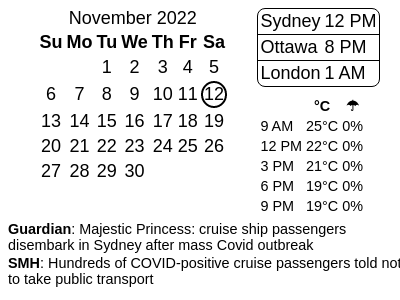 November 2022
Su Mo Tu We Th Fr Sa
1 2 3 4 5
6 7 8 9 10 11 12
13 14 15 16 17 18 19
20 21 22 23 24 25 26
27 28 29 30
Sydney 12 PM
Ottawa 8 PM
London 1 AM
°C ☂
9 AM 25°C 0%
12 PM 22°C 0%
3 PM 21°C 0%
6 PM 19°C 0%
9 PM 19°C 0%
Guardian: Majestic Princess: cruise ship passengers
disembark in Sydney after mass Covid outbreak
SMH: Hundreds of COVID-positive cruise passengers told not
to take public transport